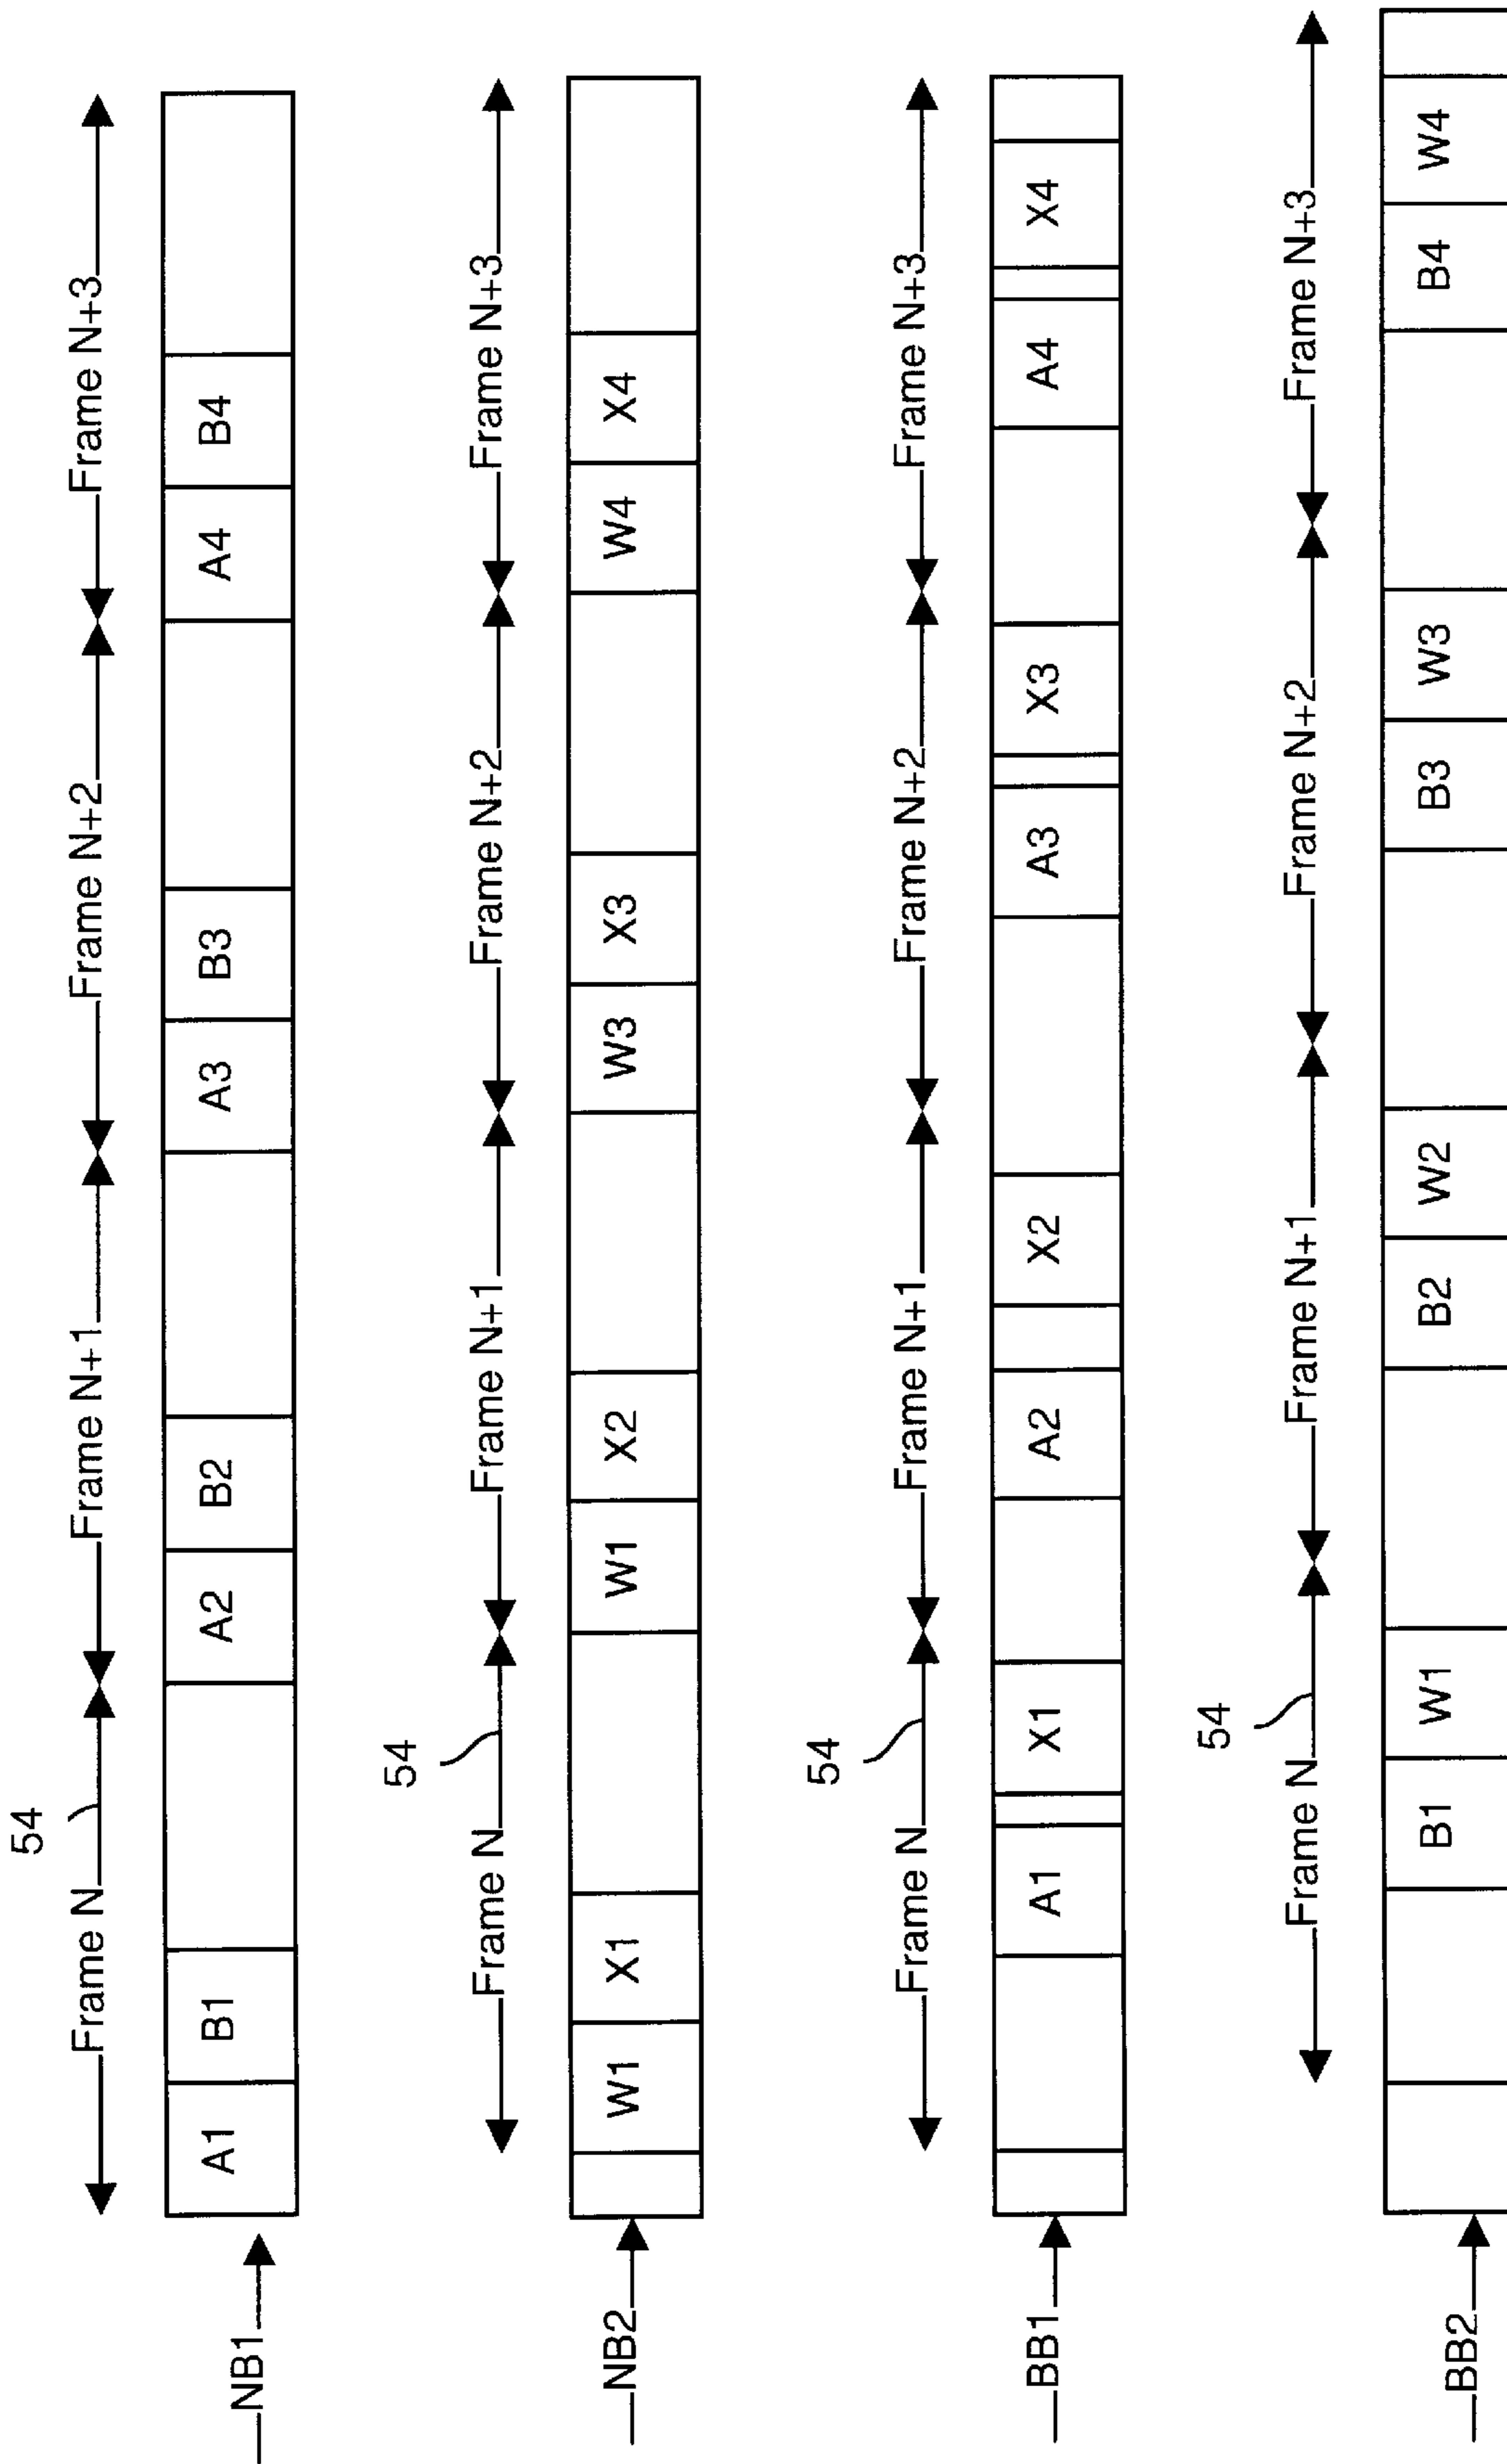 54
Frame N Frame N+1 Frame N+2 Frame N+3
NB1 A1 B1 A2 B2 A3 B3 A4 B4
54
Frame N Frame N+1 Frame N+2 Frame N+3
NB2 W1 X1 W1 X2 W3 X3 W4 X4
54
Frame N Frame N+1 Frame N+2 Frame N+3
BB1 A1 X1 A2 X2 A3 X3 A4 X4
54
Frame N Frame N+1 Frame N+2 Frame N+3
BB2 B1 W1 B2 W2 B3 W3 B4 W4